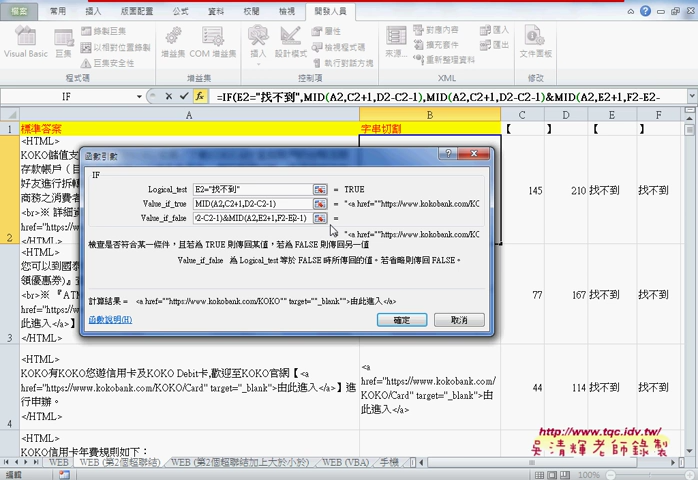 檔案 常用 插入 版面配置 公式 資料 校閱 檢視 開發人員
Visual Basic 巨集 錄製巨集 以相對位置錄製 巨集安全性 增益集 COM 增益集 插入 設計模式 屬性 檢視程式碼 執行對話方塊 來源... 對應內容 擴充套件 重新整理資料 匯入 匯出 文件面板
程式碼 增益集 控制項 XML 修改
IF =IF(E2="找不到",MID(A2,C2+1,D2-C2-1),MID(A2,C2+1,D2-C2-1)&MID(A2,E2+1,F2-E2-
A B C D E F
1 標準答案 字串切割 【 】 【 】
<HTML>
KOKO儲值支
存款帳戶（目
好友進行拆帳
商務之消費者
<br>※ 詳細
href="https://w
</HTML>
2 145 210 找不到 找不到
<HTML>
您可以到國泰
領優惠券)』
<br>※『ATM
href="https://w
此進入</a>】
</HTML>
3 77 167 找不到 找不到
函數引數
IF
Logical_test E2="找不到" = TRUE
Value_if_true MID(A2,C2+1,D2-C2-1) = "<a href=""https://www.kokobank.com/KO
Value_if_false 2-C2-1)&MID(A2,E2+1,F2-E2-1) =
= "<a href=""https://www.kokobank.com/KO
檢查是否符合某一條件，且若為 TRUE 則傳回某值，若為 FALSE 則傳回另一值
Value_if_false 為 Logical_test 等於 FALSE 時所傳回的值。若省略則傳回 FALSE。
計算結果 = <a href=""https://www.kokobank.com/KOKO"" target=""_blank"">由此進入</a>
函數說明(H) 確定 取消
<HTML>
KOKO有KOKO悠遊信用卡及KOKO Debit卡,歡迎至KOKO官網【<a
href="https://www.kokobank.com/KOKO/Card" target="_blank">由此進入</a>】進
行申辦。
</HTML>
<a
href="https://www.kokobank.com/
KOKO/Card" target="_blank">由
此進入</a>
4 44 114 找不到 找不到
<HTML>
KOKO信用卡年費規則如下：
http://www.tqc.idv.tw/
吳清輝老師錄製
WEB WEB (第2個超聯結) WEB (第2個超聯結加上大於小於) WEB (VBA) 手機
編輯 100%